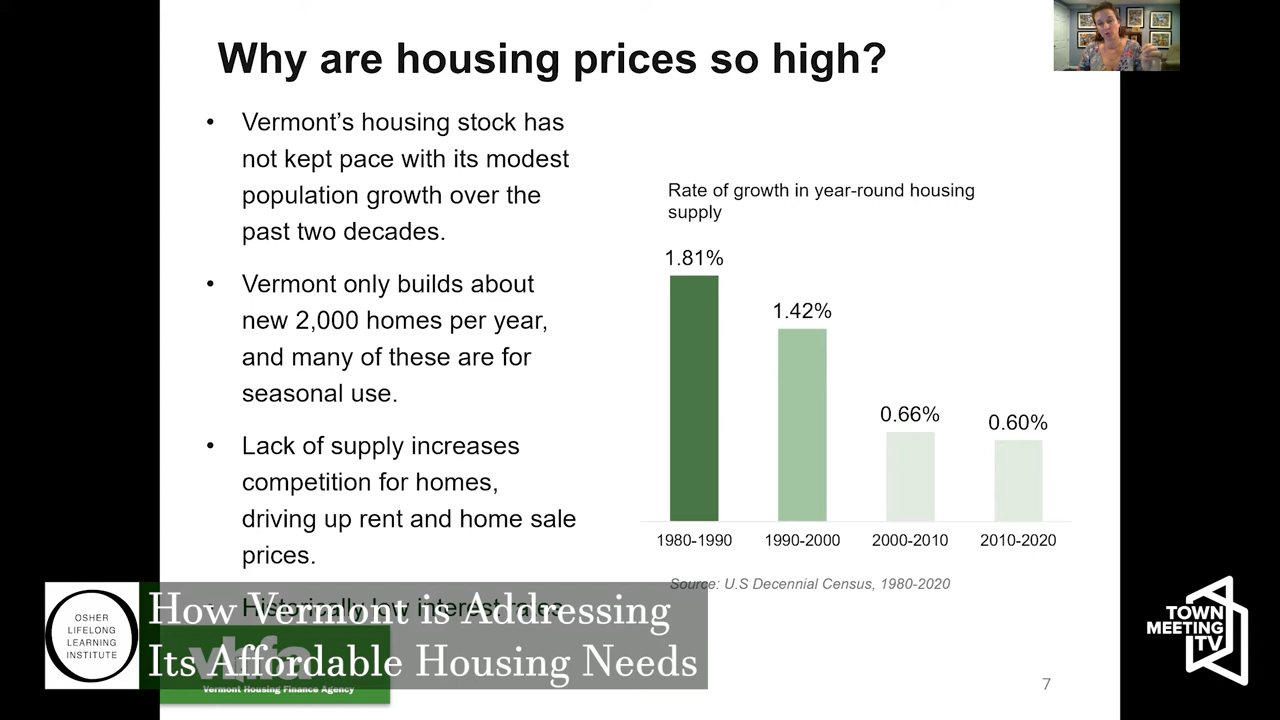 Why are housing prices so high?
• Vermont’s housing stock has
not kept pace with its modest
population growth over the
past two decades.
• Vermont only builds about
new 2,000 homes per year,
and many of these are for
seasonal use.
• Lack of supply increases
competition for homes,
driving up rent and home sale
prices.
Historically low interest rates
Rate of growth in year-round housing
supply
1.81%
1.42%
0.66%
0.60%
1980-1990
1990-2000
2000-2010
2010-2020
Source: U.S Decennial Census, 1980-2020
OSHER
LIFELONG
LEARNING
INSTITUTE
How Vermont is Addressing
Its Affordable Housing Needs
vhfa
Vermont Housing Finance Agency
7
TOWN
MEETING
TV